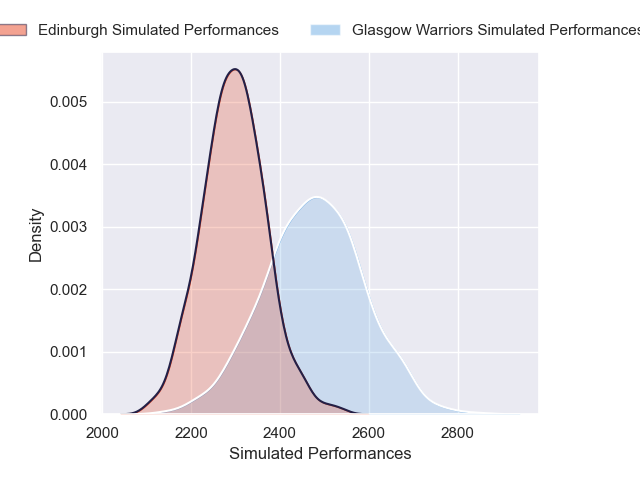 Edinburgh Simulated Performances Glasgow Warriors Simulated Performances
0.005
0.004
0.003
0.002
0.001
0.000
Density
2000 2200 2400 2600 2800
Simulated Performances